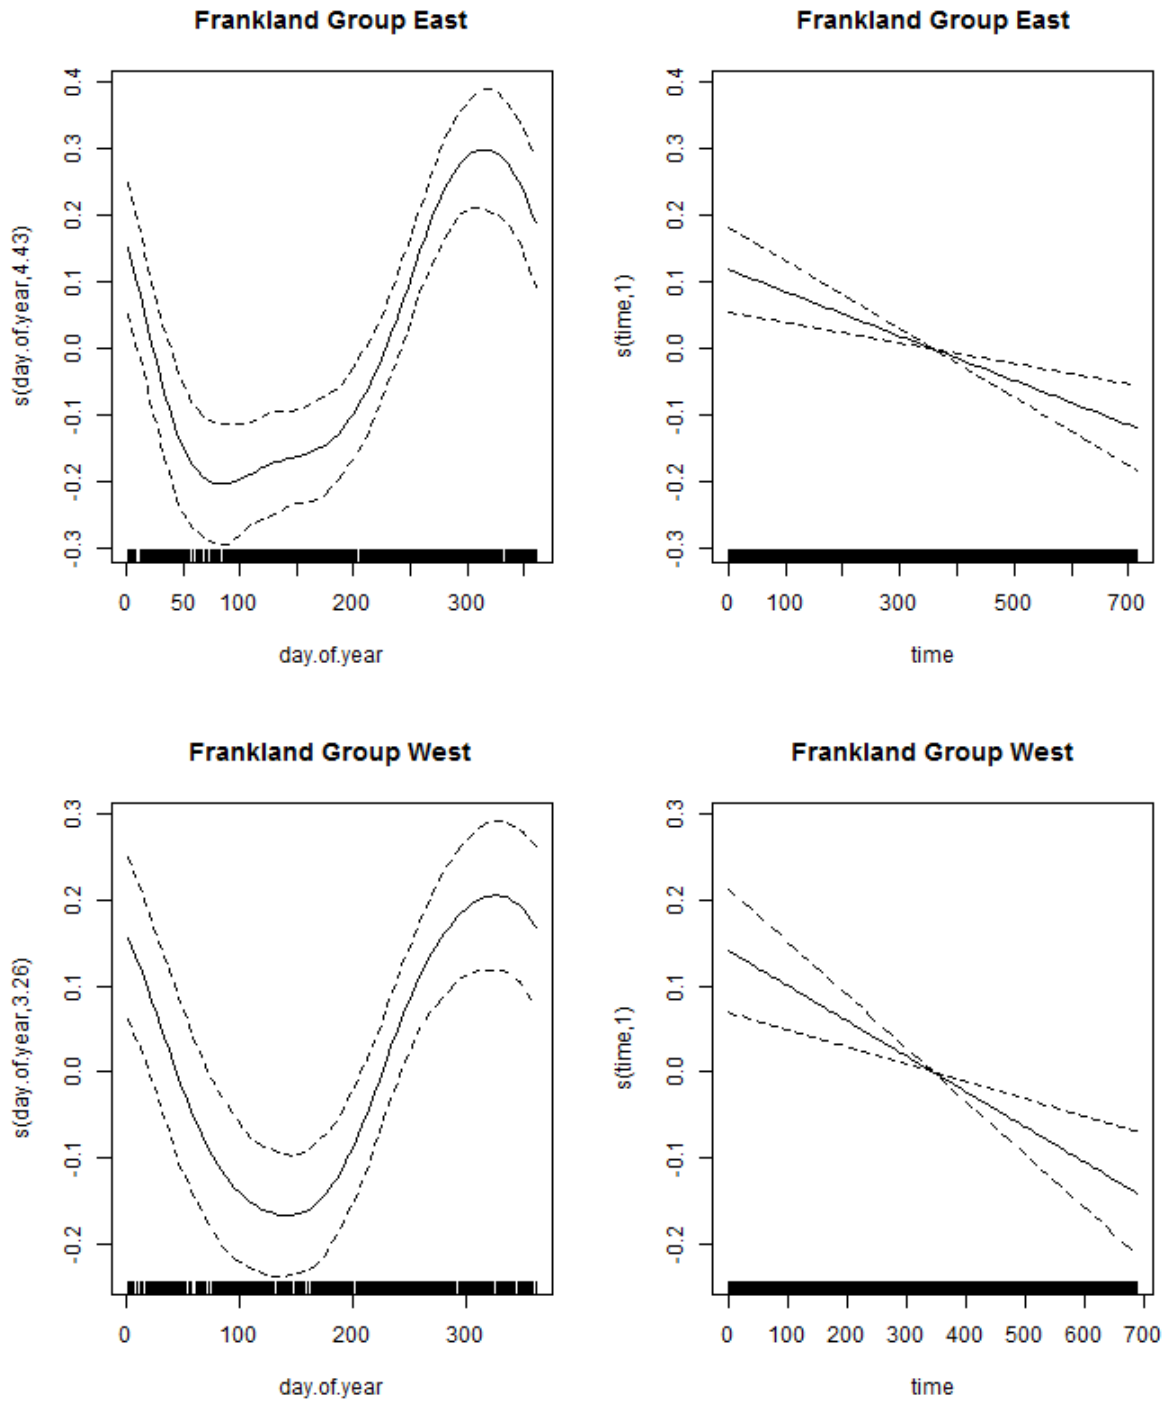 Frankland Group East
Frankland Group East
s(day.of.year,4.43)
-0.3 -0.2 -0.1 0.0 0.1 0.2 0.3 0.4
0 50 100 200 300
day.of.year
s(time,1)
-0.3 -0.2 -0.1 0.0 0.1 0.2 0.3 0.4
0 100 300 500 700
time
Frankland Group West
Frankland Group West
s(day.of.year,3.26)
-0.2 -0.1 0.0 0.1 0.2 0.3
0 100 200 300
day.of.year
s(time,1)
-0.2 -0.1 0.0 0.1 0.2 0.3
0 100 200 300 400 500 600 700
time